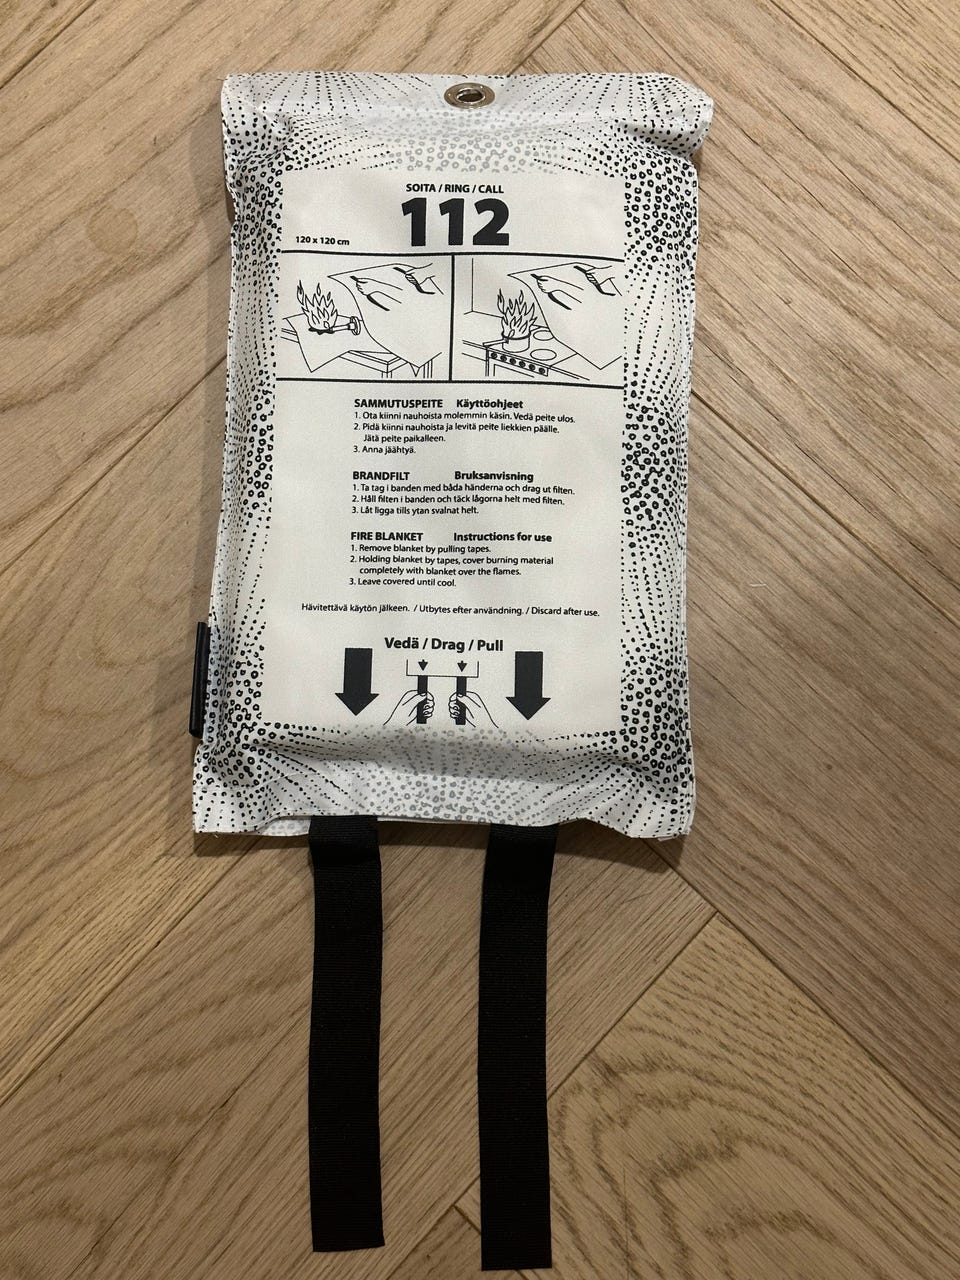 SOITA / RING / CALL
112
120 x 120 cm
SAMMUTUSPEITE Käyttöohjeet
1. Ota kiinni nauhoista molemmin käsin. Vedä peite ulos.
2. Pidä kiinni nauhoista ja levitä peite liekkien päälle.
Jätä peite paikalleen.
3. Anna jäähtyä.
BRANDFILT Bruksanvisning
1. Ta tag i banden med båda händerna och drag ut filten.
2. Håll filten i banden och täck lågorna helt med filten.
3. Låt ligga tills ytan svalnat helt.
FIRE BLANKET Instructions for use
1. Remove blanket by pulling tapes.
2. Holding blanket by tapes, cover burning material
completely with blanket over the flames.
3. Leave covered until cool.
Hävitettävä käytön jälkeen. / Utbytes efter användning. / Discard after use.
Vedä / Drag / Pull